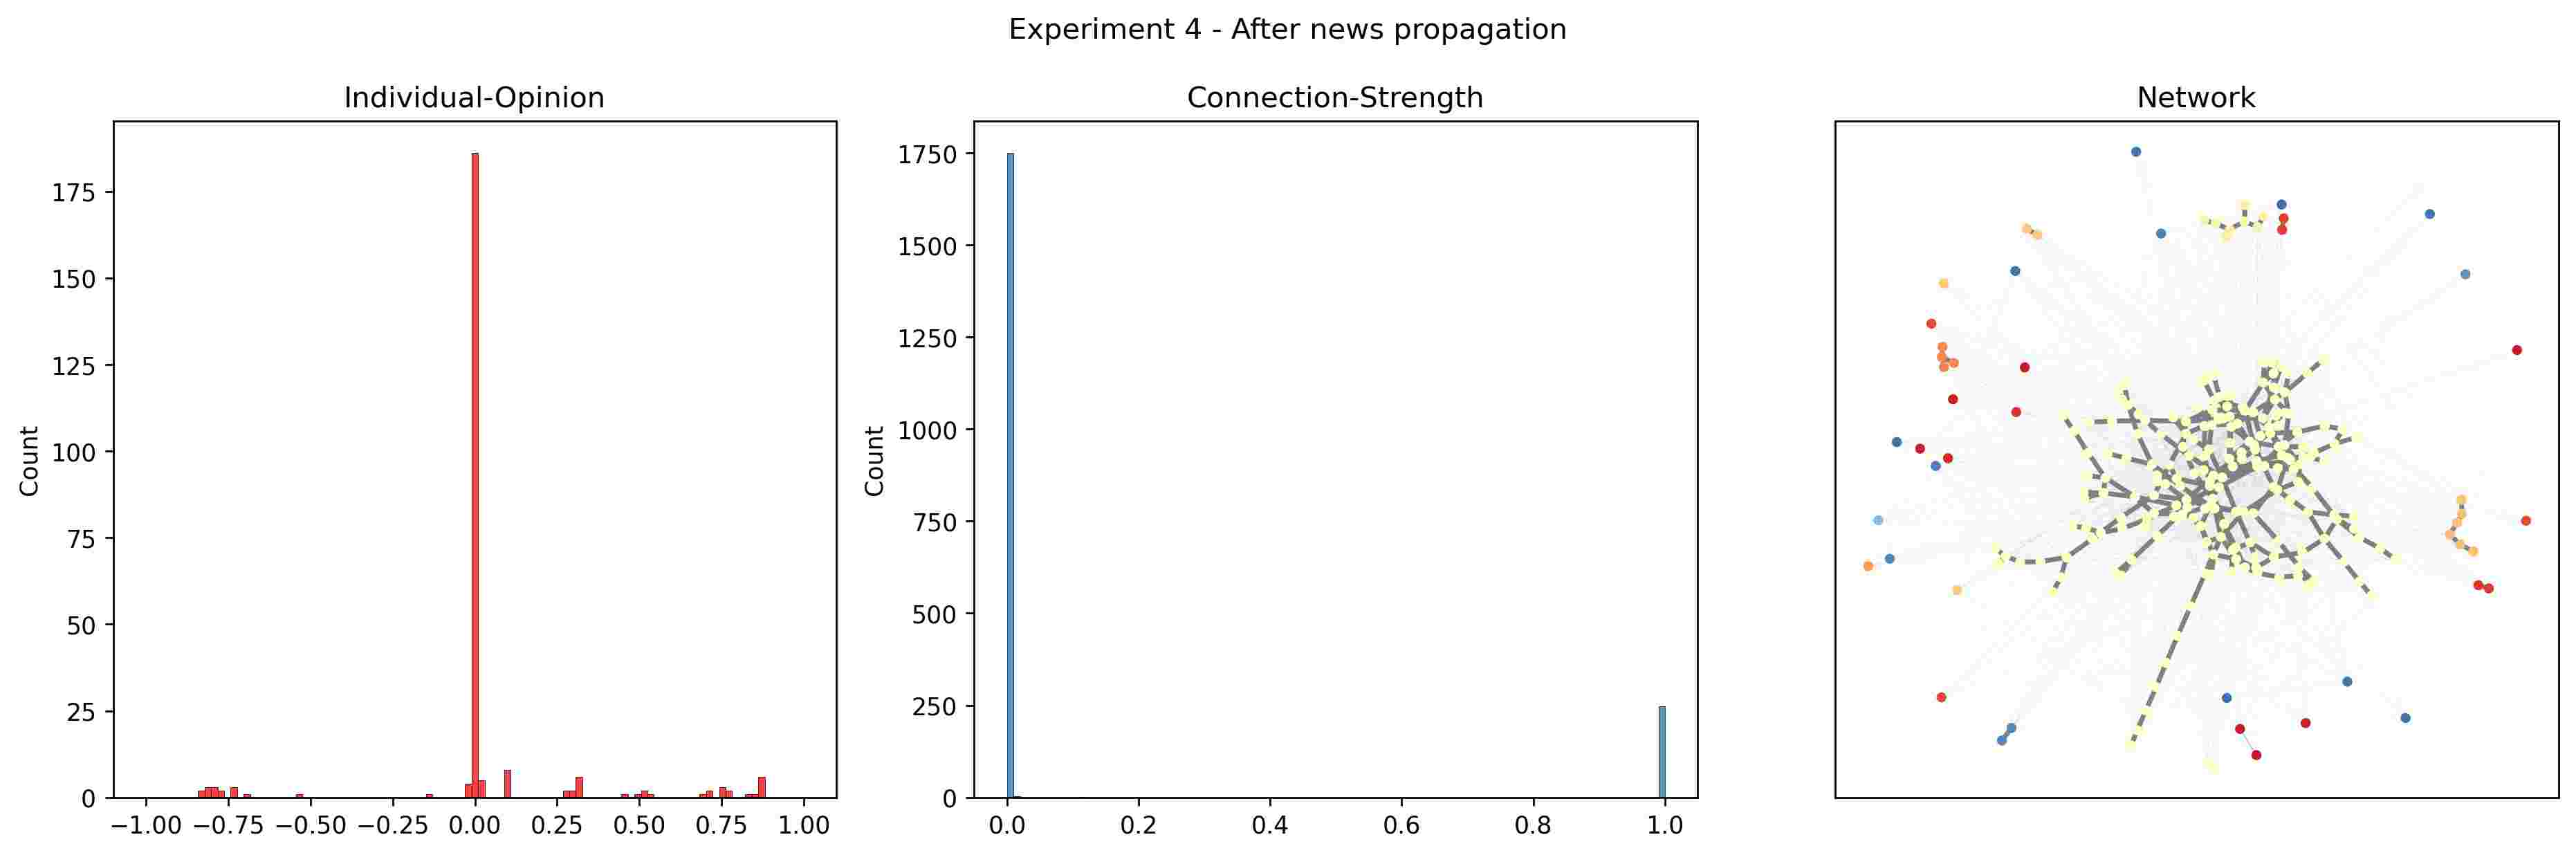 Experiment 4 - After news propagation
Individual-Opinion
Count
175
150
125
100
75
50
25
0
−1.00 −0.75 −0.50 −0.25 0.00 0.25 0.50 0.75 1.00
Connection-Strength
Count
1750
1500
1250
1000
750
500
250
0
0.0 0.2 0.4 0.6 0.8 1.0
Network